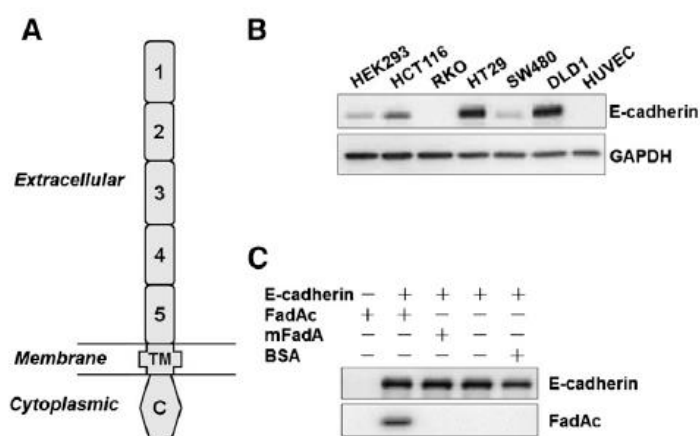 A
1
2
Extracellular
3
4
5
Membrane
TM
Cytoplasmic
C
B
HEK293 HCT116 RKO HT29 SW480 DLD1 HUVEC
E-cadherin
GAPDH
C
E-cadherin − + + + +
FadAc + + − − −
mFadA − − + − −
BSA − − − − +
E-cadherin
FadAc